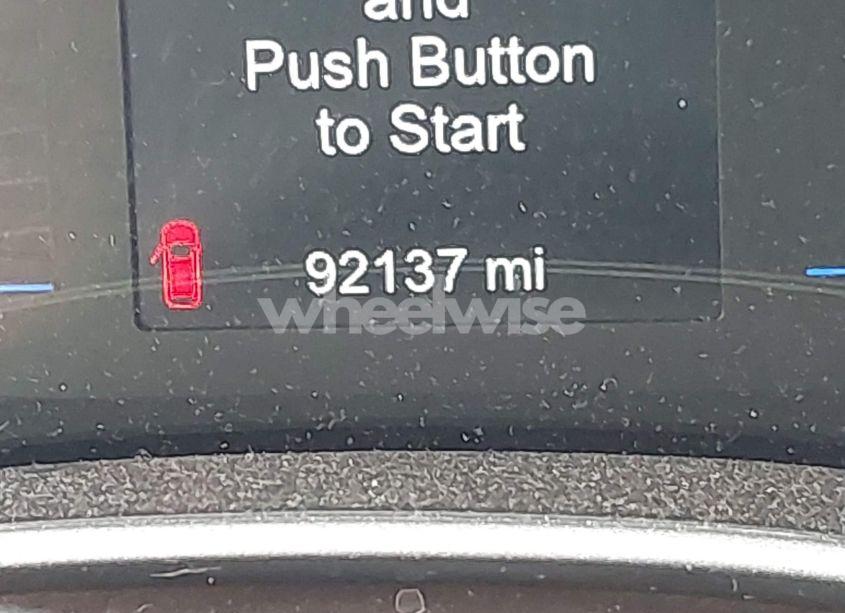 and
Push Button
to Start
92137 mi
wheelwise